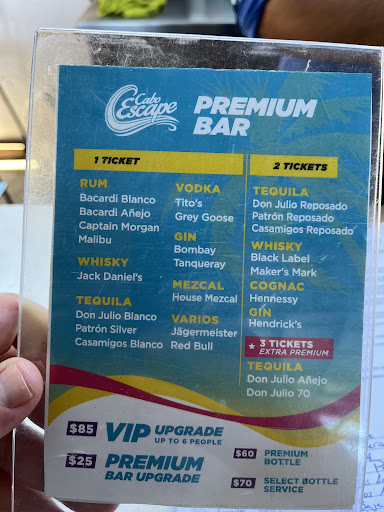 Cabo
Escape
PREMIUM
BAR
1 TICKET
RUM
Bacardi Blanco
Bacardi Añejo
Captain Morgan
Malibu
WHISKY
Jack Daniel's
TEQUILA
Don Julio Blanco
Patrón Silver
Casamigos Blanco
VODKA
Tito's
Grey Goose
GIN
Bombay
Tanqueray
MEZCAL
House Mezcal
VARIOS
Jägermeister
Red Bull
2 TICKETS
TEQUILA
Don Julio Reposado
Patrón Reposado
Casamigos Reposado
WHISKY
Black Label
Maker's Mark
COGNAC
Hennessy
GIN
Hendrick's
★ 3 TICKETS
EXTRA PREMIUM
TEQUILA
Don Julio Añejo
Don Julio 70
$85 VIP UPGRADE
UP TO 6 PEOPLE
$25 PREMIUM
BAR UPGRADE
$60 PREMIUM
BOTTLE
$70 SELECT BOTTLE
SERVICE